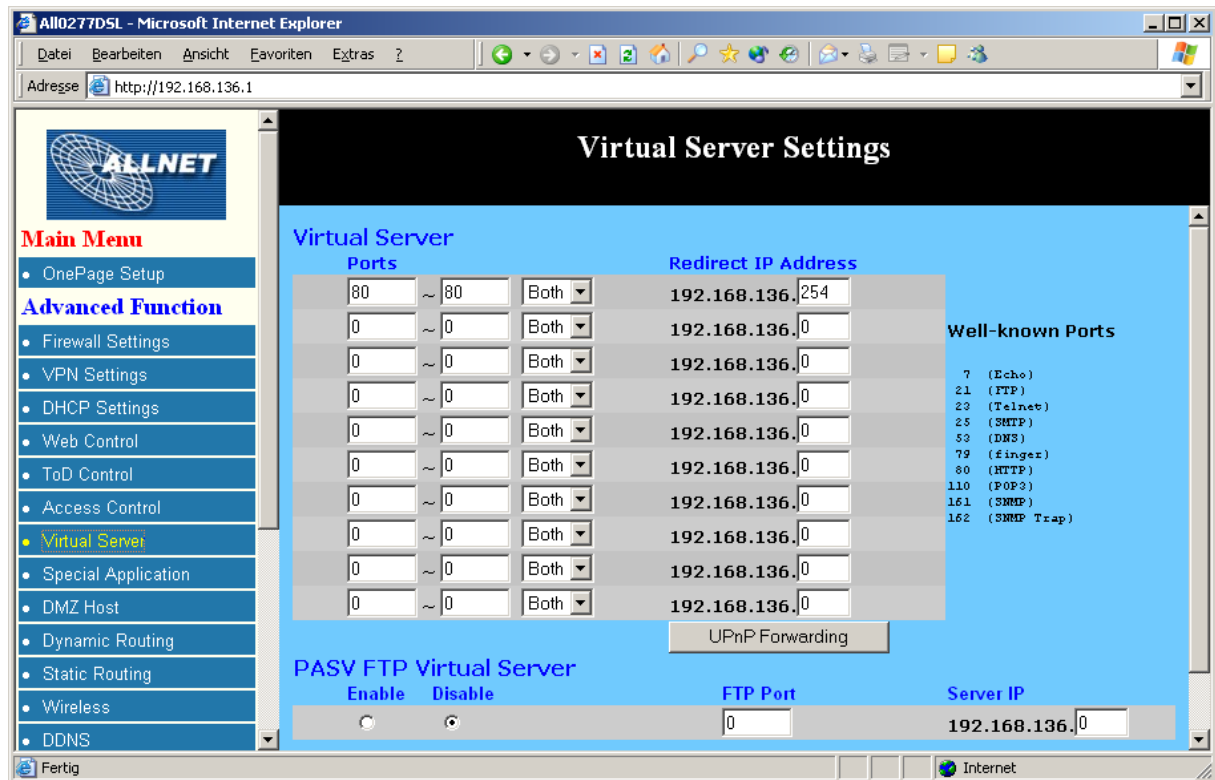 All0277DSL - Microsoft Internet Explorer
Datei Bearbeiten Ansicht Favoriten Extras ?
Adresse http://192.168.136.1
ALLNET
Main Menu
OnePage Setup
Advanced Function
Firewall Settings
VPN Settings
DHCP Settings
Web Control
ToD Control
Access Control
Virtual Server
Special Application
DMZ Host
Dynamic Routing
Static Routing
Wireless
DDNS
Virtual Server Settings
Virtual Server
Ports Redirect IP Address
80 ~ 80 Both 192.168.136.254
0 ~ 0 Both 192.168.136.0
0 ~ 0 Both 192.168.136.0
0 ~ 0 Both 192.168.136.0
0 ~ 0 Both 192.168.136.0
0 ~ 0 Both 192.168.136.0
0 ~ 0 Both 192.168.136.0
0 ~ 0 Both 192.168.136.0
0 ~ 0 Both 192.168.136.0
0 ~ 0 Both 192.168.136.0
Well-known Ports
7 (Echo)
21 (FTP)
23 (Telnet)
25 (SMTP)
53 (DNS)
79 (finger)
80 (HTTP)
110 (POP3)
161 (SNMP)
162 (SNMP Trap)
UPnP Forwarding
PASV FTP Virtual Server
Enable Disable FTP Port Server IP
0 192.168.136.0
Fertig Internet